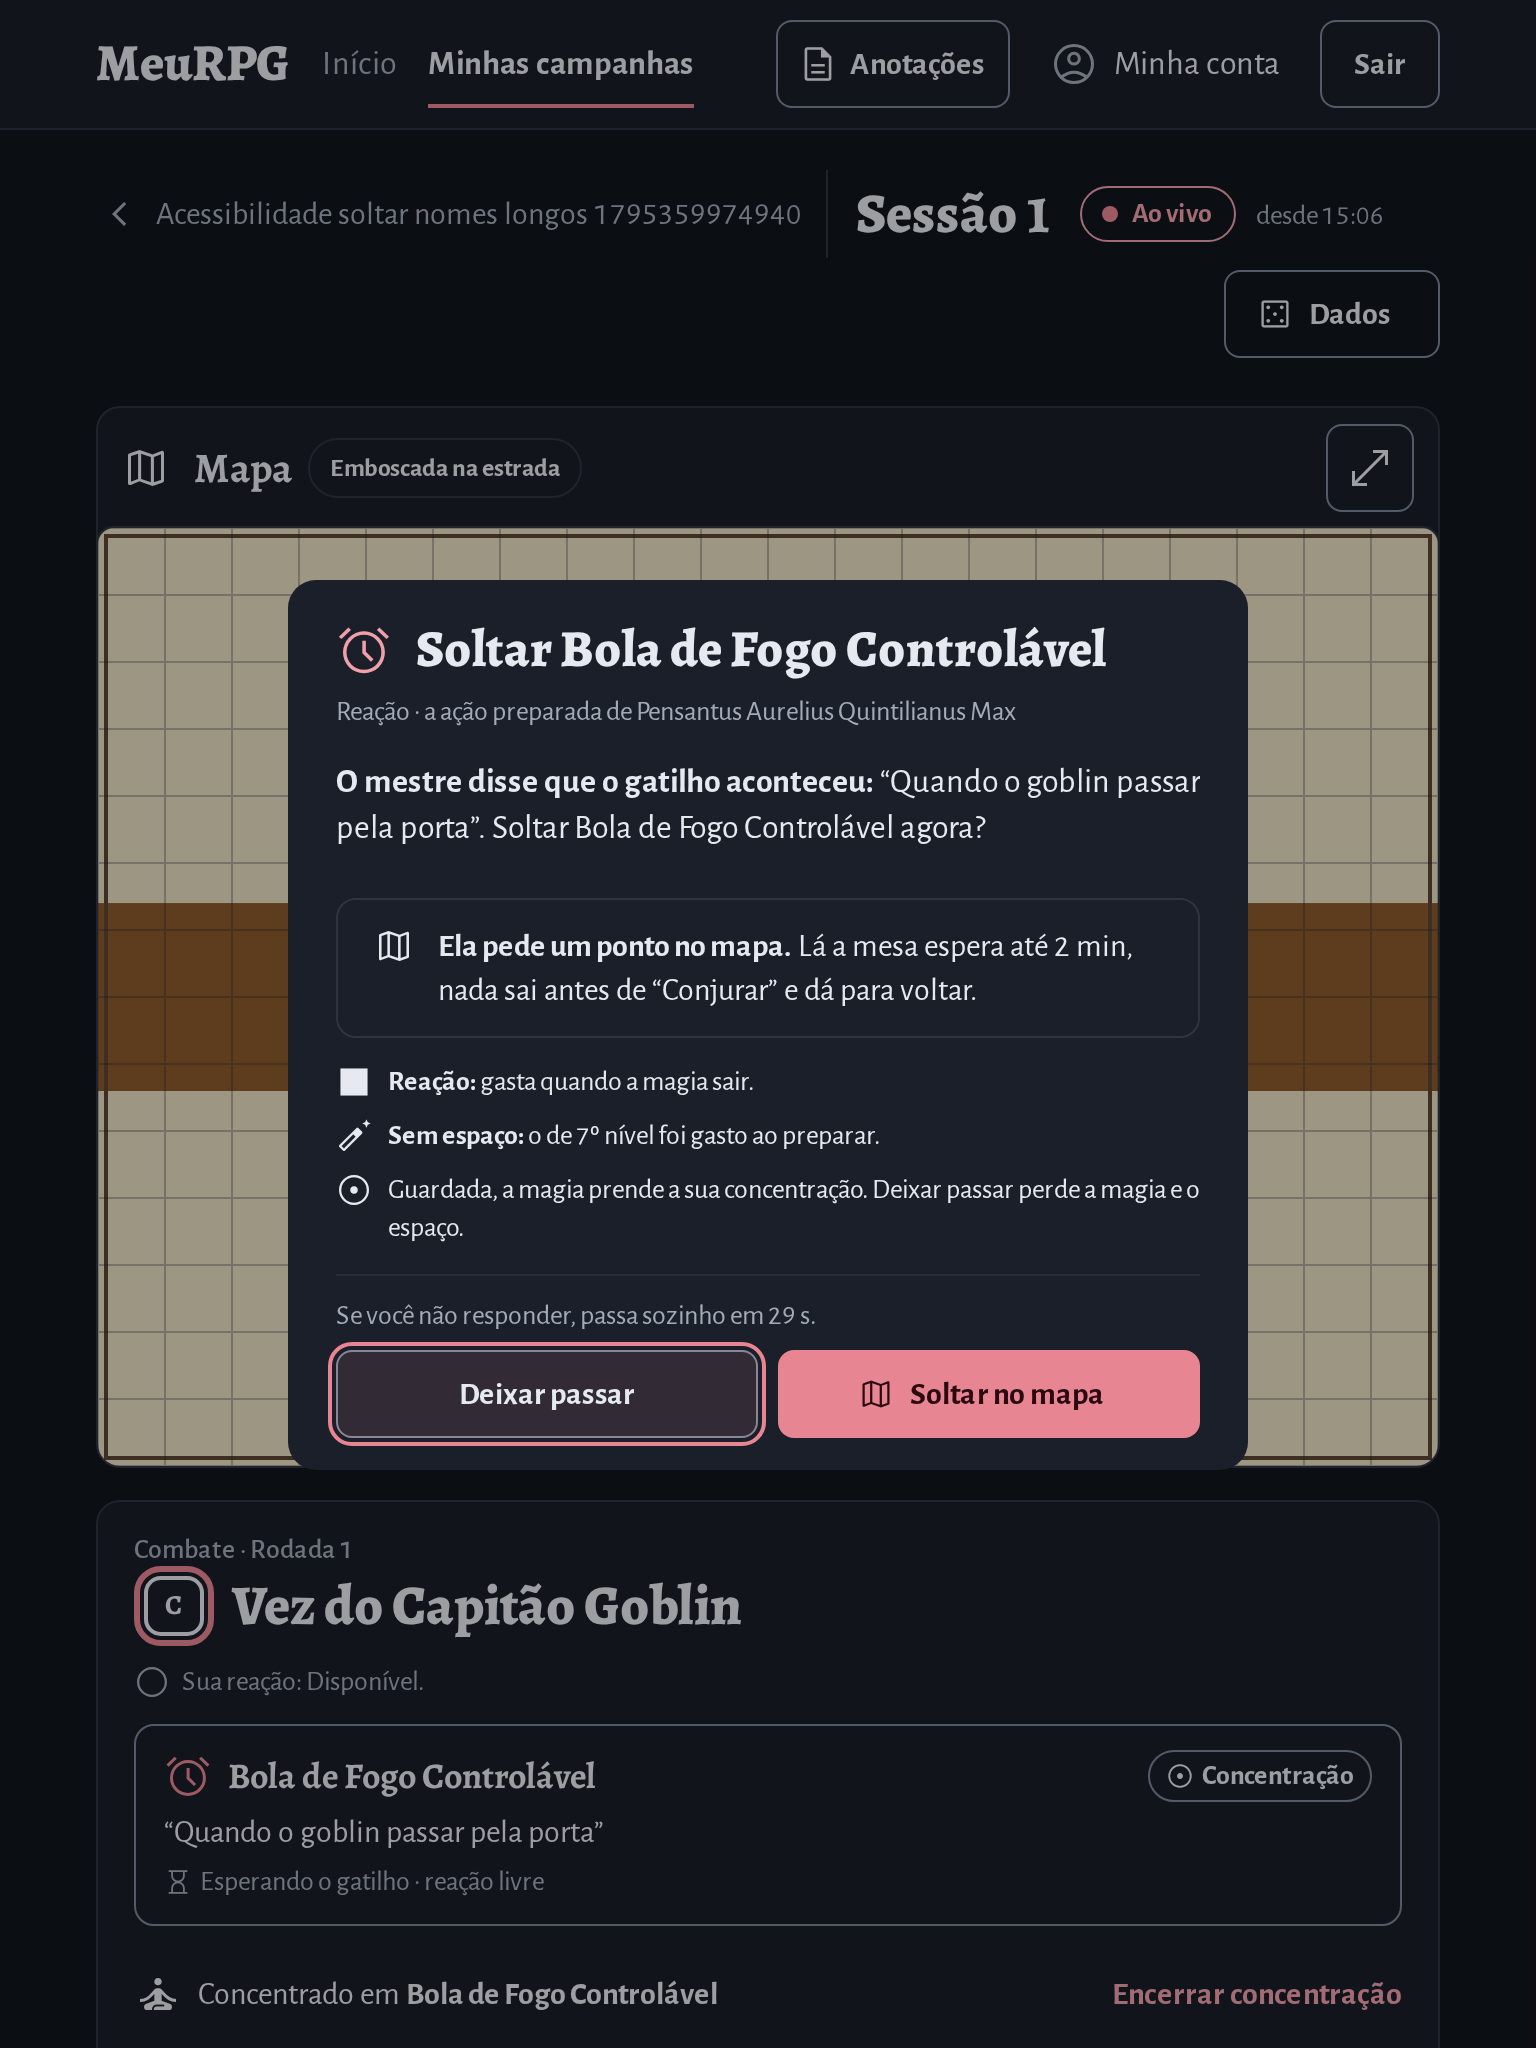 MeuRPG
Início
Minhas campanhas
Anotações
Minha conta
Sair
Acessibilidade soltar nomes longos 1795359974940
Sessão 1
Ao vivo
desde 15:06
Dados
Mapa
Emboscada na estrada
Soltar Bola de Fogo Controlável
Reação · a ação preparada de Pensantus Aurelius Quintilianus Max
O mestre disse que o gatilho aconteceu: “Quando o goblin passar
pela porta”. Soltar Bola de Fogo Controlável agora?
Ela pede um ponto no mapa. Lá a mesa espera até 2 min,
nada sai antes de “Conjurar” e dá para voltar.
Reação: gasta quando a magia sair.
Sem espaço: o de 7º nível foi gasto ao preparar.
Guardada, a magia prende a sua concentração. Deixar passar perde a magia e o
espaço.
Se você não responder, passa sozinho em 29 s.
Deixar passar
Soltar no mapa
Combate · Rodada 1
C
Vez do Capitão Goblin
Sua reação: Disponível.
Bola de Fogo Controlável
Concentração
“Quando o goblin passar pela porta”
Esperando o gatilho · reação livre
Concentrado em Bola de Fogo Controlável
Encerrar concentração